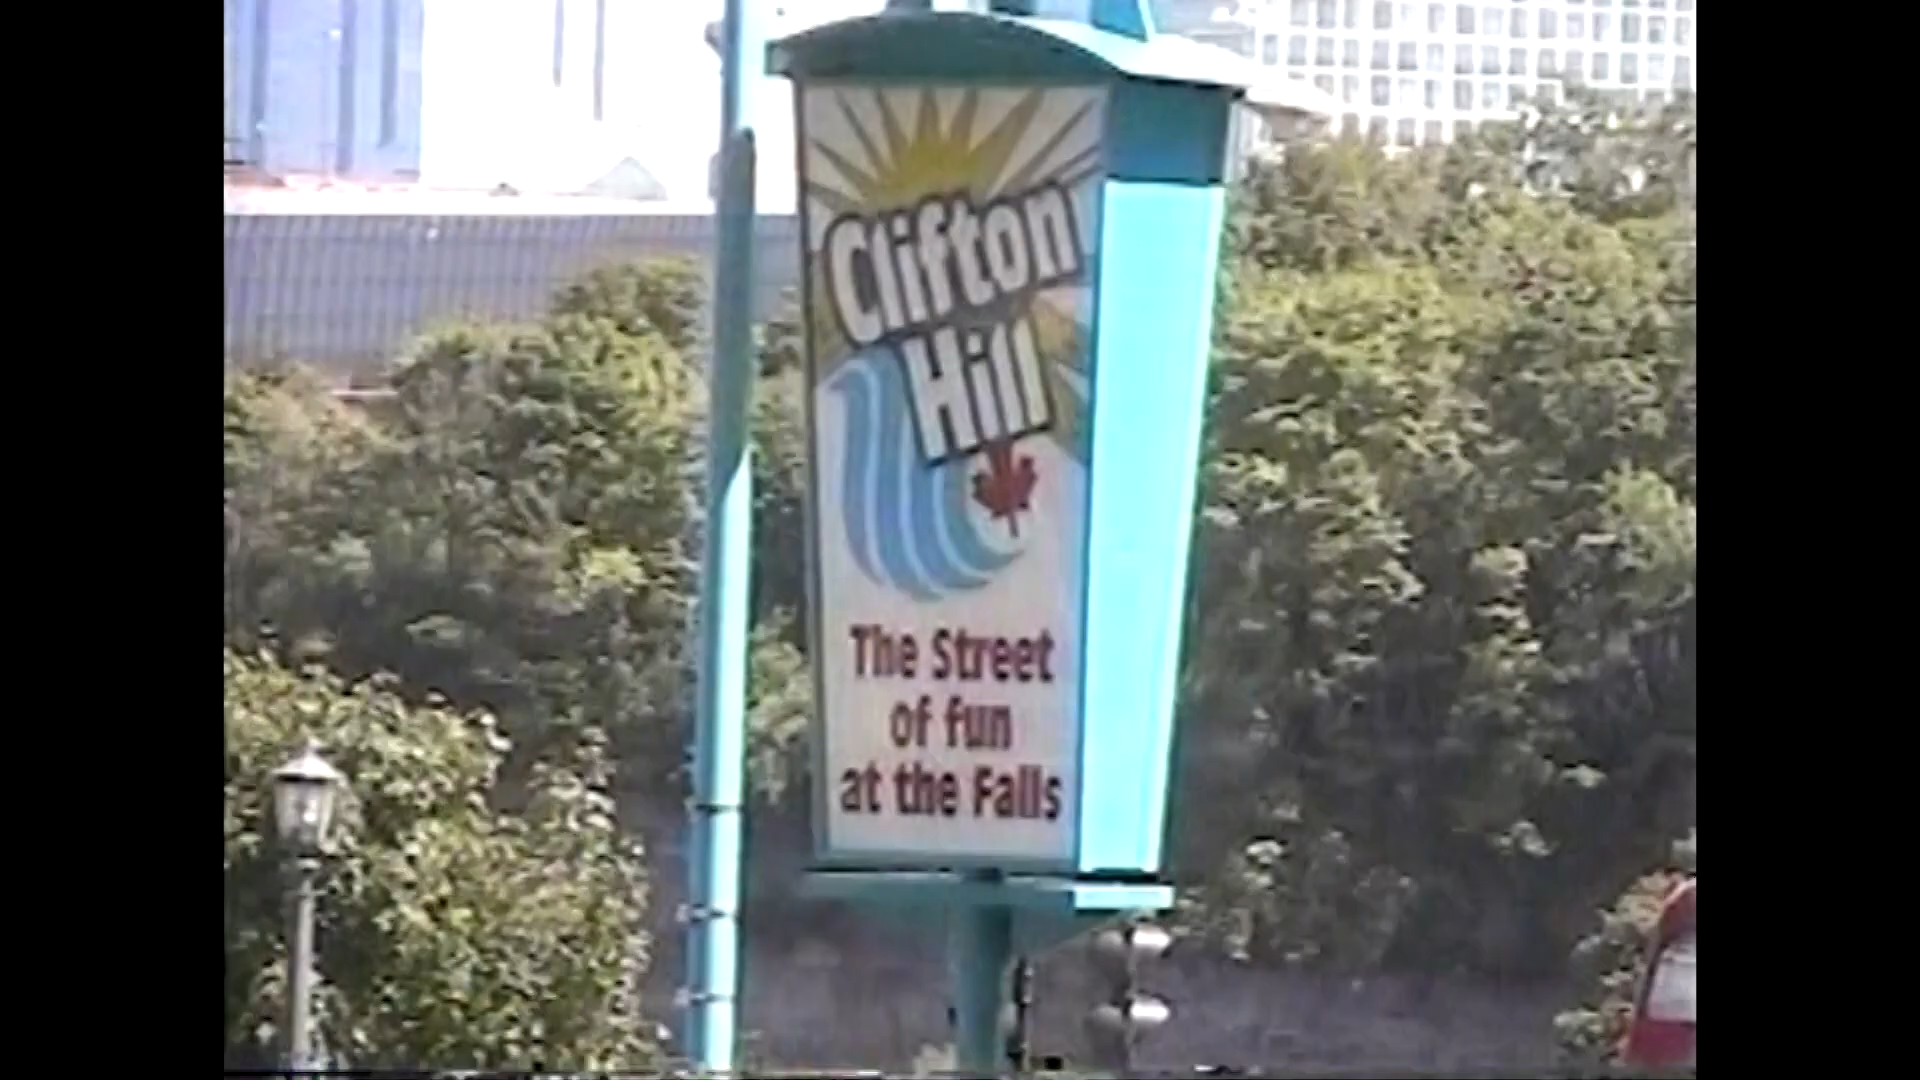 Clifton
Hill
The Street
of fun
at the Falls